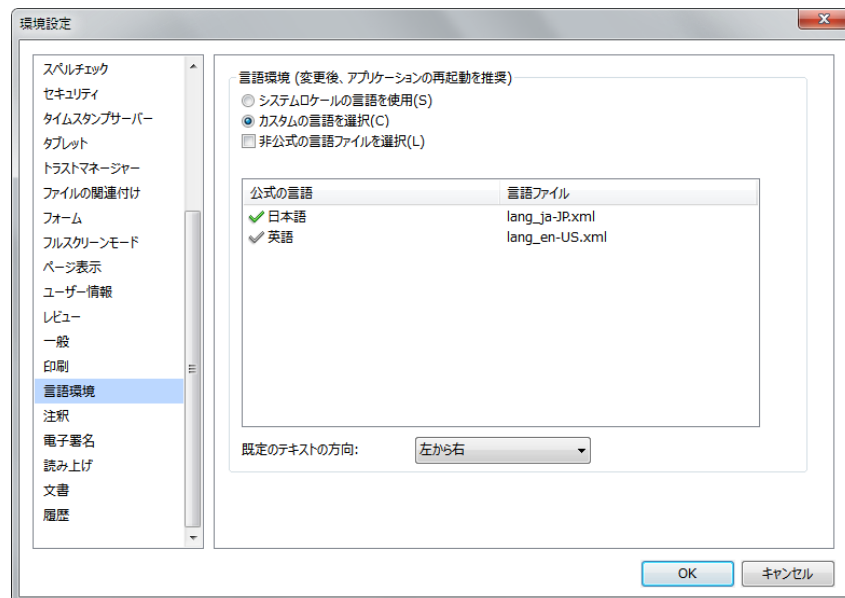 環境設定
スペルチェック
セキュリティ
タイムスタンプサーバー
タブレット
トラストマネージャー
ファイルの関連付け
フォーム
フルスクリーンモード
ページ表示
ユーザー情報
レビュー
一般
印刷
言語環境
注釈
電子署名
読み上げ
文書
履歴
言語環境 (変更後、アプリケーションの再起動を推奨)
システムロケールの言語を使用(S)
カスタムの言語を選択(C)
非公式の言語ファイルを選択(L)
公式の言語 言語ファイル
日本語 lang_ja-JP.xml
英語 lang_en-US.xml
既定のテキストの方向: 左から右
OK キャンセル